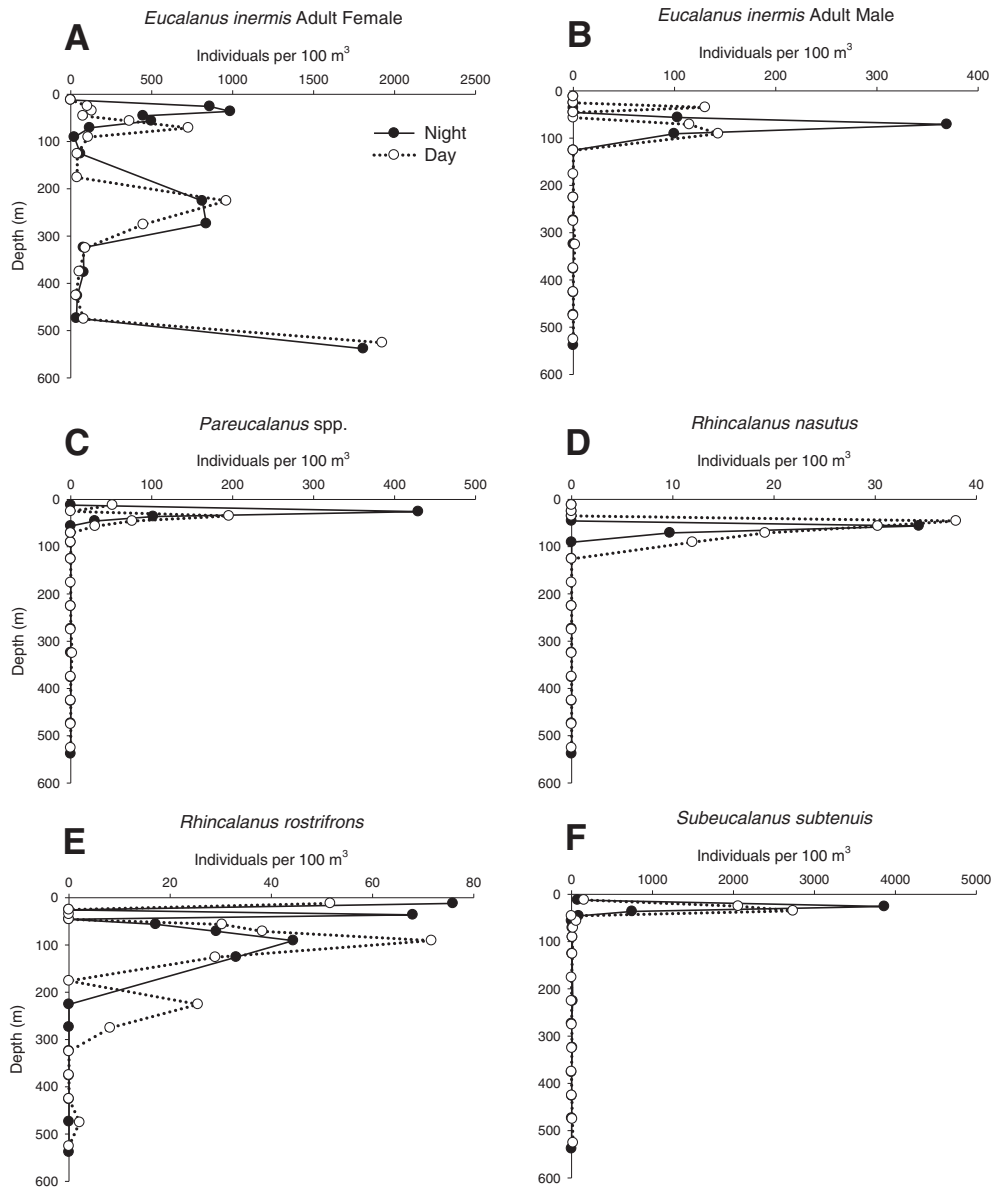 Eucalanus inermis Adult Female
A
Individuals per 100 m3
0 500 1000 1500 2000 2500
0
100
200
300
400
500
600
Depth (m)
Night
Day
Eucalanus inermis Adult Male
B
Individuals per 100 m3
0 100 200 300 400
0
100
200
300
400
500
600
Pareucalanus spp.
C
Individuals per 100 m3
0 100 200 300 400 500
0
100
200
300
400
500
600
Depth (m)
Rhincalanus nasutus
D
Individuals per 100 m3
0 10 20 30 40
0
100
200
300
400
500
600
Rhincalanus rostrifrons
E
Individuals per 100 m3
0 20 40 60 80
0
100
200
300
400
500
600
Depth (m)
Subeucalanus subtenuis
F
Individuals per 100 m3
0 1000 2000 3000 4000 5000
0
100
200
300
400
500
600